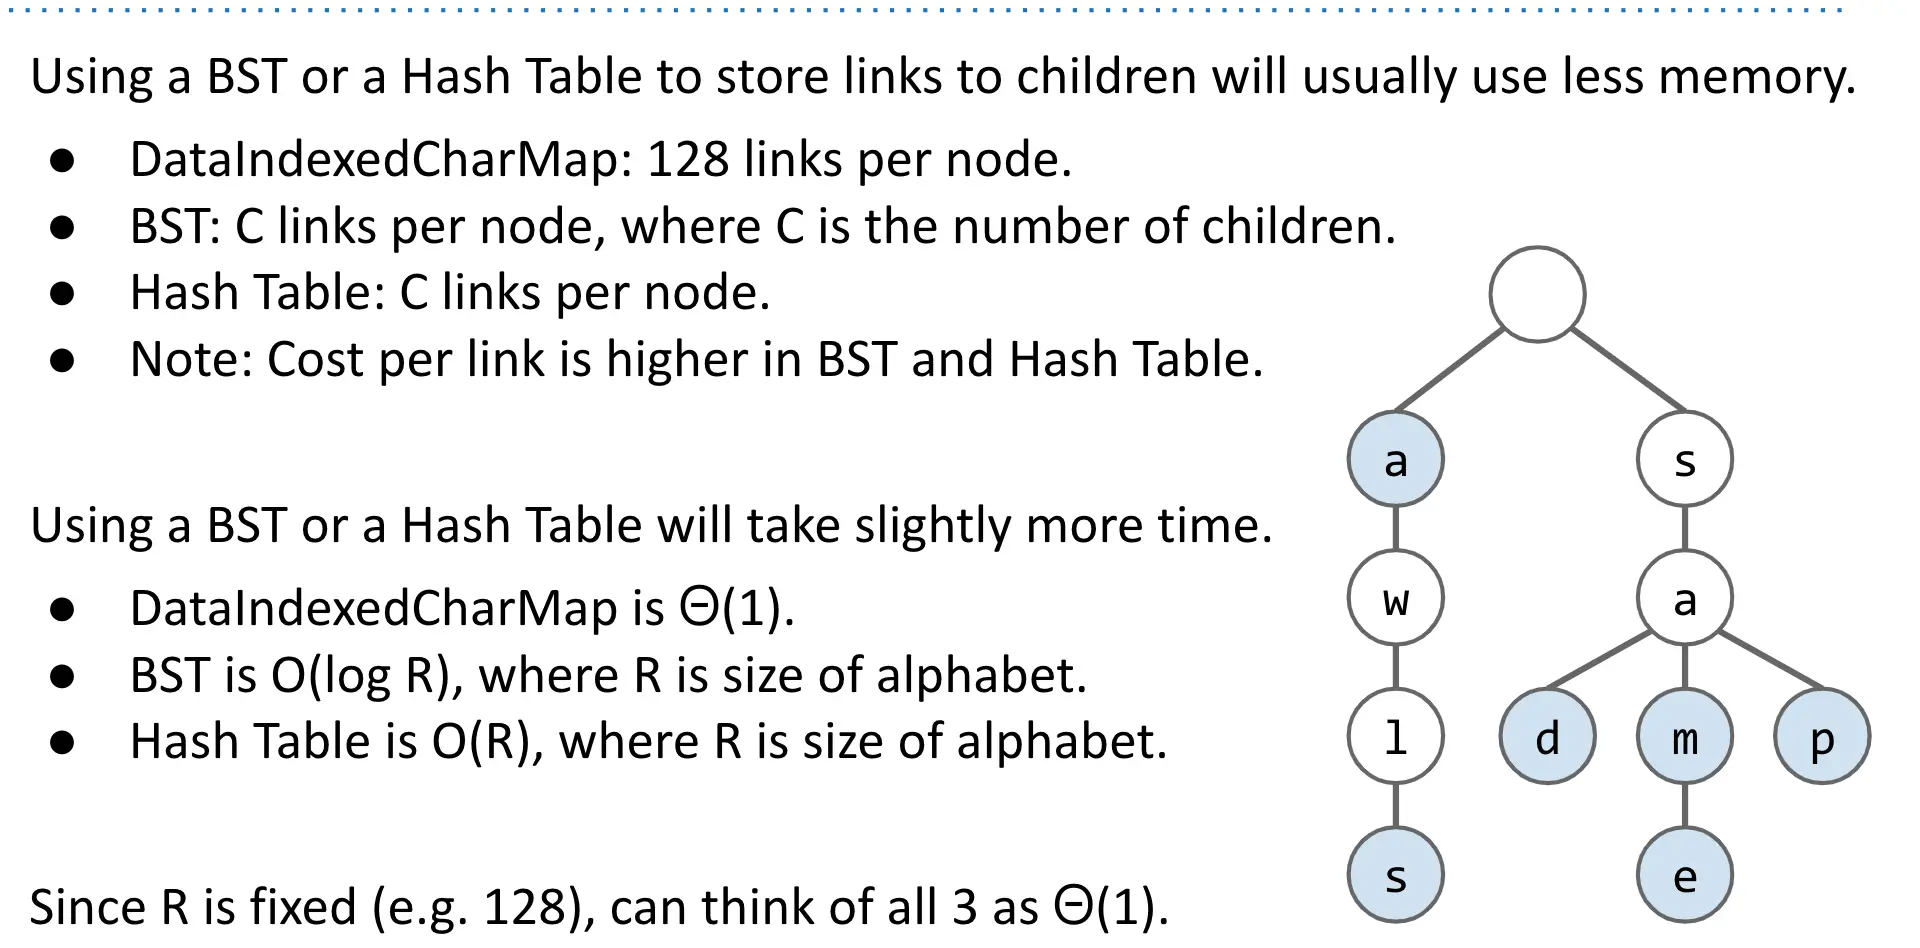 Using a BST or a Hash Table to store links to children will usually use less memory.
● DataIndexedCharMap: 128 links per node.
● BST: C links per node, where C is the number of children.
● Hash Table: C links per node.
● Note: Cost per link is higher in BST and Hash Table.
Using a BST or a Hash Table will take slightly more time.
● DataIndexedCharMap is Θ(1).
● BST is O(log R), where R is size of alphabet.
● Hash Table is O(R), where R is size of alphabet.
Since R is fixed (e.g. 128), can think of all 3 as Θ(1).
a s
w a
l d m p
s e